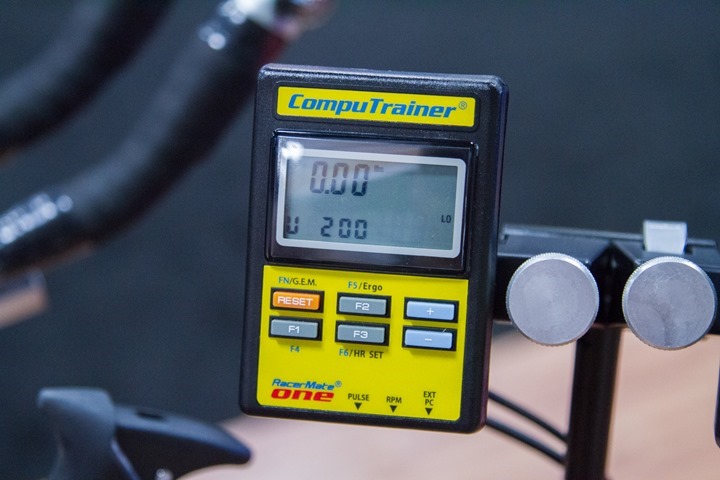 CompuTrainer®
0.00
U 200 LO
FN/G.E.M. F5/Ergo
RESET F2 +
F1 F3 −
F4 F6/HR SET
RacerMate®
one
PULSE RPM EXT PC